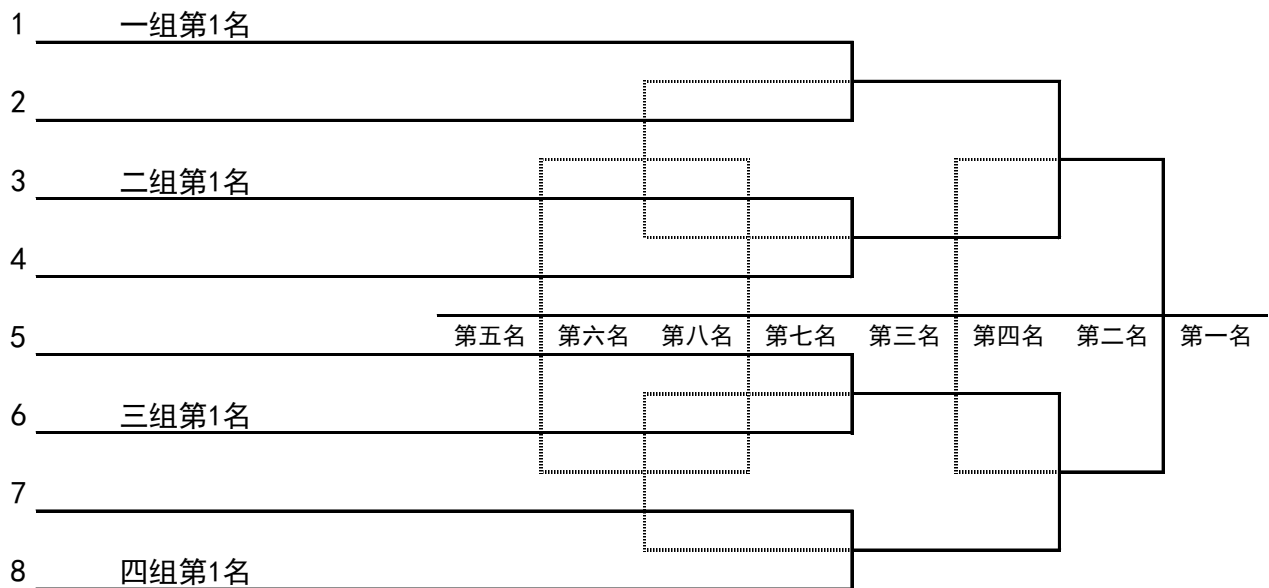 1 一组第1名
2
3 二组第1名
4
第五名 第六名 第八名 第七名 第三名 第四名 第二名 第一名
5
6 三组第1名
7
8 四组第1名